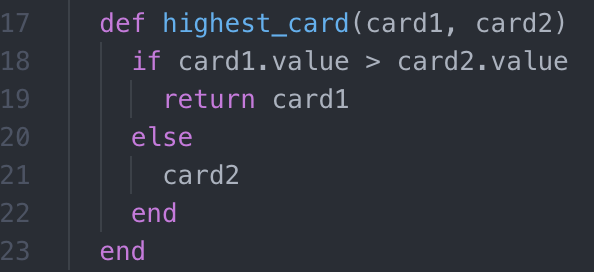 17 def highest_card(card1, card2)
18 if card1.value > card2.value
19 return card1
20 else
21 card2
22 end
23 end